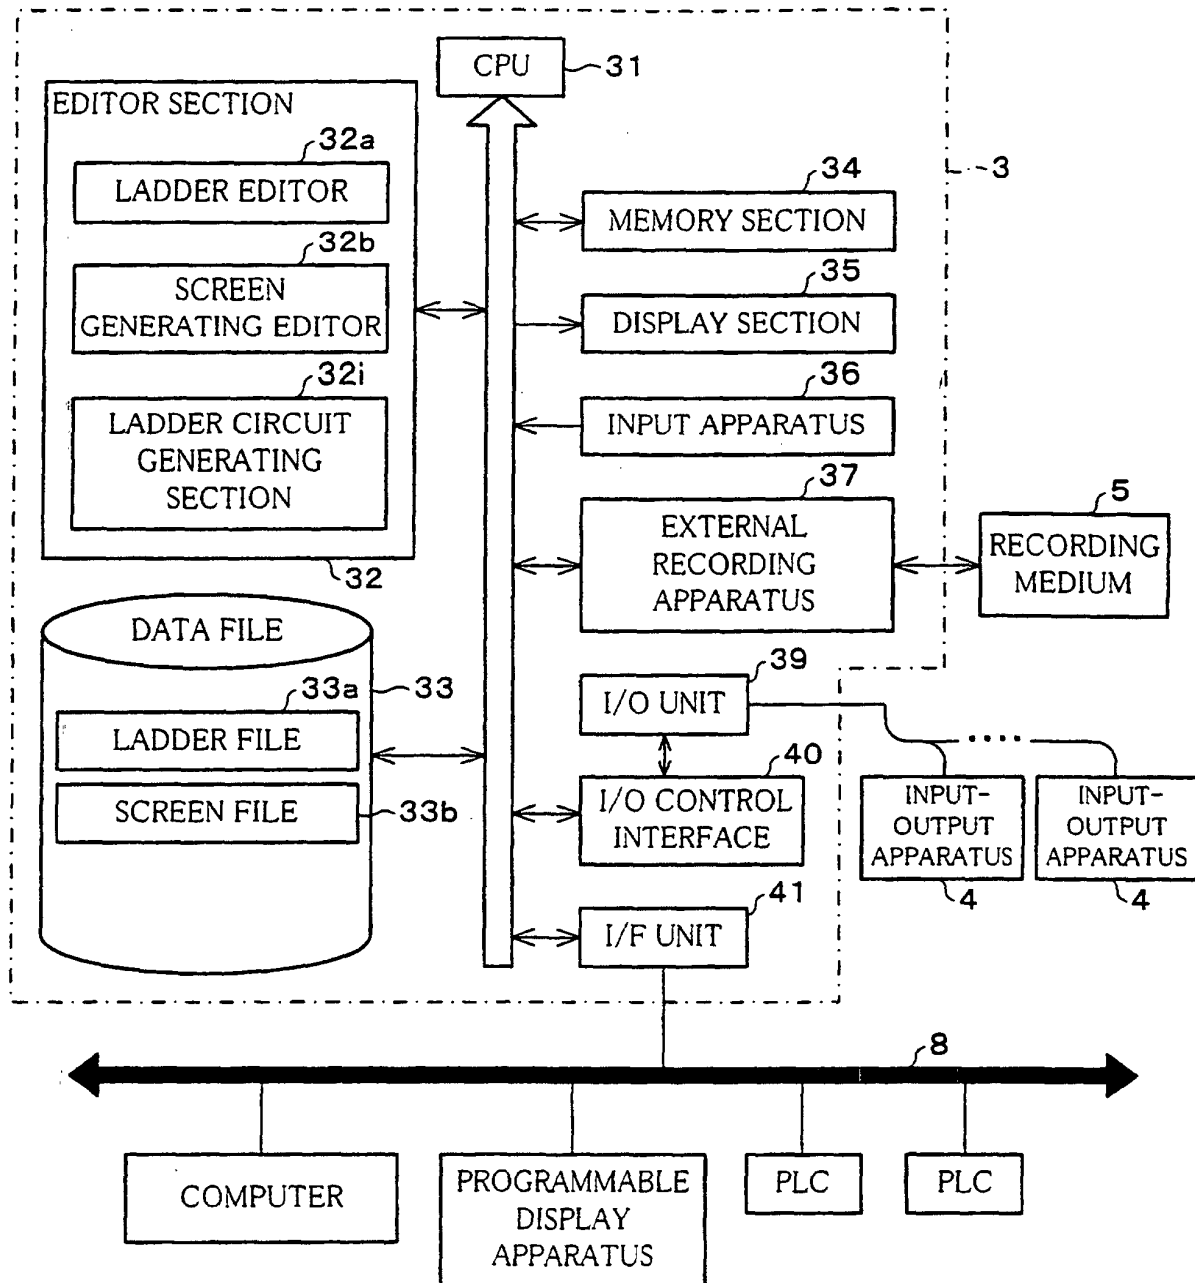 CPU
31
EDITOR SECTION
32a
LADDER EDITOR
32b
SCREEN
GENERATING EDITOR
32i
LADDER CIRCUIT
GENERATING
SECTION
32
34
MEMORY SECTION
3
35
DISPLAY SECTION
36
INPUT APPARATUS
37
EXTERNAL
RECORDING
APPARATUS
5
RECORDING
MEDIUM
DATA FILE
33
33a
LADDER FILE
SCREEN FILE
33b
39
I/O UNIT
40
I/O CONTROL
INTERFACE
INPUT-
OUTPUT
APPARATUS
4
INPUT-
OUTPUT
APPARATUS
4
41
I/F UNIT
8
COMPUTER
PROGRAMMABLE
DISPLAY
APPARATUS
PLC
PLC